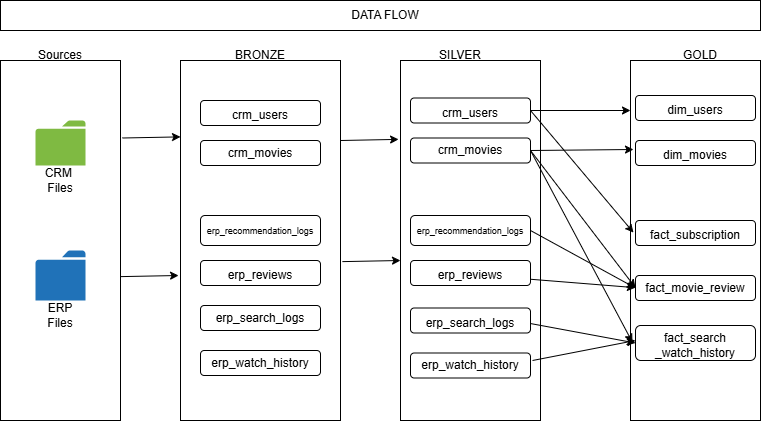 DATA FLOW
Sources
BRONZE
SILVER
GOLD
CRM
Files
ERP
Files
crm_users
crm_movies
erp_recommendation_logs
erp_reviews
erp_search_logs
erp_watch_history
crm_users
crm_movies
erp_recommendation_logs
erp_reviews
erp_search_logs
erp_watch_history
dim_users
dim_movies
fact_subscription
fact_movie_review
fact_search
_watch_history